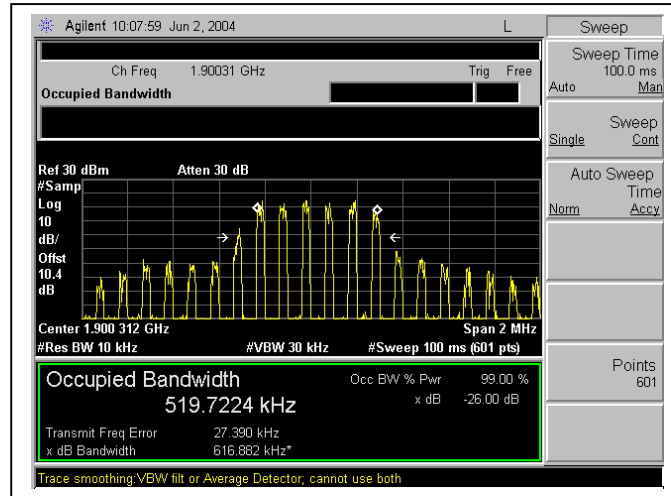 Agilent 10:07:59 Jun 2, 2004 L
Sweep
Ch Freq 1.90031 GHz Trig Free
Occupied Bandwidth
Sweep Time
100.0 ms
Auto Man
Sweep
Single Cont
Auto Sweep
Time
Norm Accy
Points
601
Ref 30 dBm Atten 30 dB
#Samp
Log
10
dB/
Offst
10.4
dB
Center 1.900 312 GHz Span 2 MHz
#Res BW 10 kHz #VBW 30 kHz #Sweep 100 ms (601 pts)
Occupied Bandwidth Occ BW % Pwr 99.00 %
519.7224 kHz x dB -26.00 dB
Transmit Freq Error 27.390 kHz
x dB Bandwidth 616.882 kHz*
Trace smoothing:VBW filt or Average Detector; cannot use both